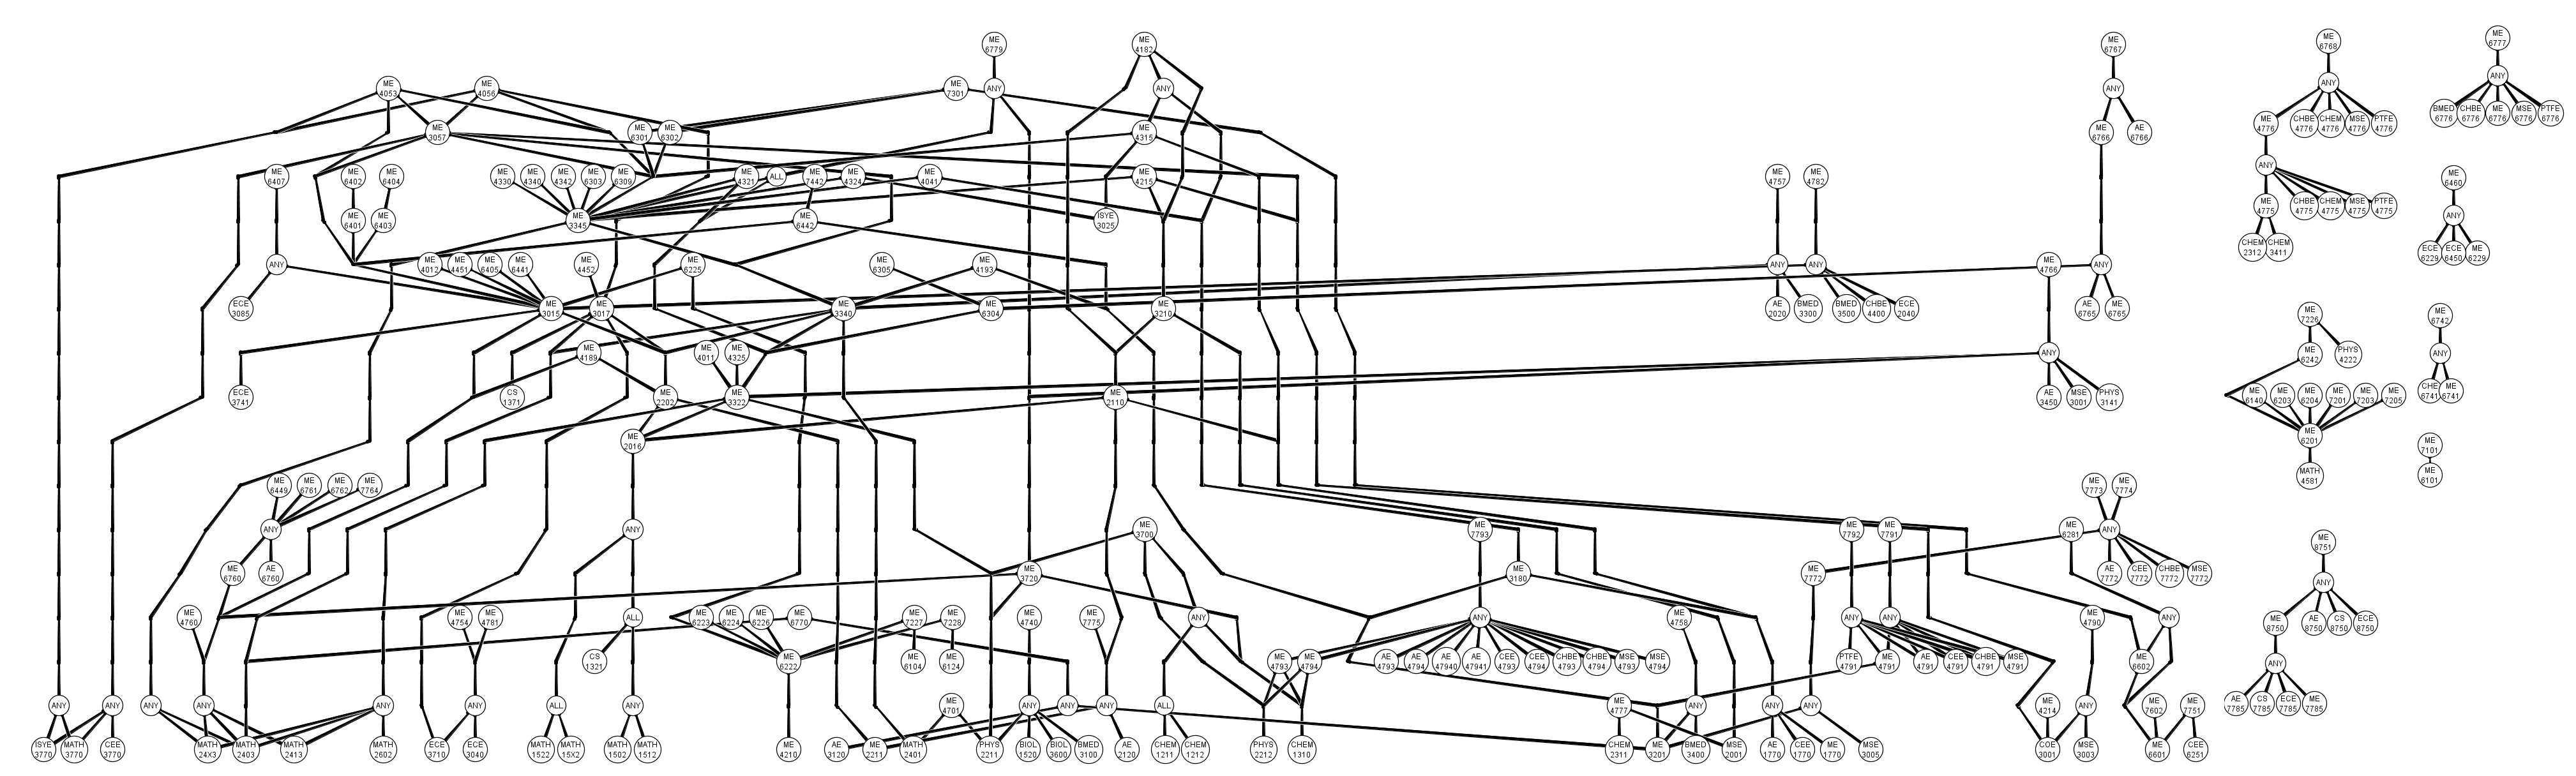 ME
6779
ME
4182
ME
6767
ME
6768
ME
6777
ANY
ANY
ME
4053
ME
4056
ME
7301
ANY
ANY
ANY
BMED
6776
CHBE
6776
ME
6776
MSE
6776
PTFE
6776
ME
4776
CHBE
4776
CHEM
4776
MSE
4776
PTFE
4776
ME
3057
ME
6301
ME
6302
ME
4315
ME
6766
AE
6766
ANY
ME
6407
ME
6402
ME
6404
ME
4330
ME
4340
ME
4342
ME
6303
ME
6309
ME
4321
ALL
ME
7442
ME
4324
ME
4041
ME
4215
ME
4757
ME
4782
ME
6460
ME
4775
CHBE
4775
CHEM
4775
MSE
4775
PTFE
4775
ME
6401
ME
6403
ME
3345
ME
6442
ISYE
3025
ANY
CHEM
2312
CHEM
3411
ECE
6229
ECE
6450
ME
6229
ANY
ME
4012
ME
4451
ME
6405
ME
6441
ME
4452
ME
6225
ME
6305
ME
4193
ANY
ANY
ME
4766
ANY
ECE
3085
ME
3015
ME
3017
ME
3340
ME
6304
ME
3210
AE
2020
BMED
3300
BMED
3500
CHBE
4400
ECE
2040
AE
6765
ME
6765
ME
7226
ME
6742
ME
4189
ME
4011
ME
4325
ANY
ME
6242
PHYS
4222
ANY
ECE
3741
CS
1371
ME
2202
ME
3322
ME
2110
AE
3450
MSE
3001
PHYS
3141
ME
6140
ME
6203
ME
6204
ME
7201
ME
7203
ME
7205
CHE
6741
ME
6741
ME
2016
ME
6201
ME
7101
ME
6449
ME
6761
ME
6762
ME
7764
ME
7773
ME
7774
MATH
4581
ME
6101
ANY
ANY
ME
3700
ME
7793
ME
7792
ME
7791
ME
6281
ANY
ME
8751
ME
6760
AE
6760
ME
3720
ME
3180
ME
7772
AE
7772
CEE
7772
CHBE
7772
MSE
7772
ANY
ME
4760
ME
4754
ME
4781
ALL
ME
6223
ME
6224
ME
6226
ME
6770
ME
7227
ME
7228
ME
4740
ME
7775
ANY
ANY
ME
4758
ANY
ANY
ME
4790
ANY
ME
8750
AE
8750
CS
8750
ECE
8750
CS
1321
ME
6222
ME
6104
ME
6124
ME
4793
ME
4794
AE
4793
AE
4794
AE
47940
AE
47941
CEE
4793
CEE
4794
CHBE
4793
CHBE
4794
MSE
4793
MSE
4794
PTFE
4791
ME
4791
AE
4791
CEE
4791
CHBE
4791
MSE
4791
ME
6602
ANY
ANY
ANY
ANY
ANY
ANY
ANY
ALL
ANY
ME
4701
ANY
ANY
ANY
ALL
ME
4777
ANY
ANY
ANY
ME
4214
ANY
ME
7602
ME
7751
AE
7785
CS
7785
ECE
7785
ME
7785
ISYE
3770
MATH
3770
CEE
3770
MATH
24X3
MATH
2403
MATH
2413
MATH
2602
ECE
3710
ECE
3040
MATH
1522
MATH
15X2
MATH
1502
MATH
1512
ME
4210
AE
3120
ME
2211
MATH
2401
PHYS
2211
BIOL
1520
BIOL
3600
BMED
3100
AE
2120
CHEM
1211
CHEM
1212
PHYS
2212
CHEM
1310
CHEM
2311
ME
3201
BMED
3400
MSE
2001
AE
1770
CEE
1770
ME
1770
MSE
3005
COE
3001
MSE
3003
ME
6601
CEE
6251